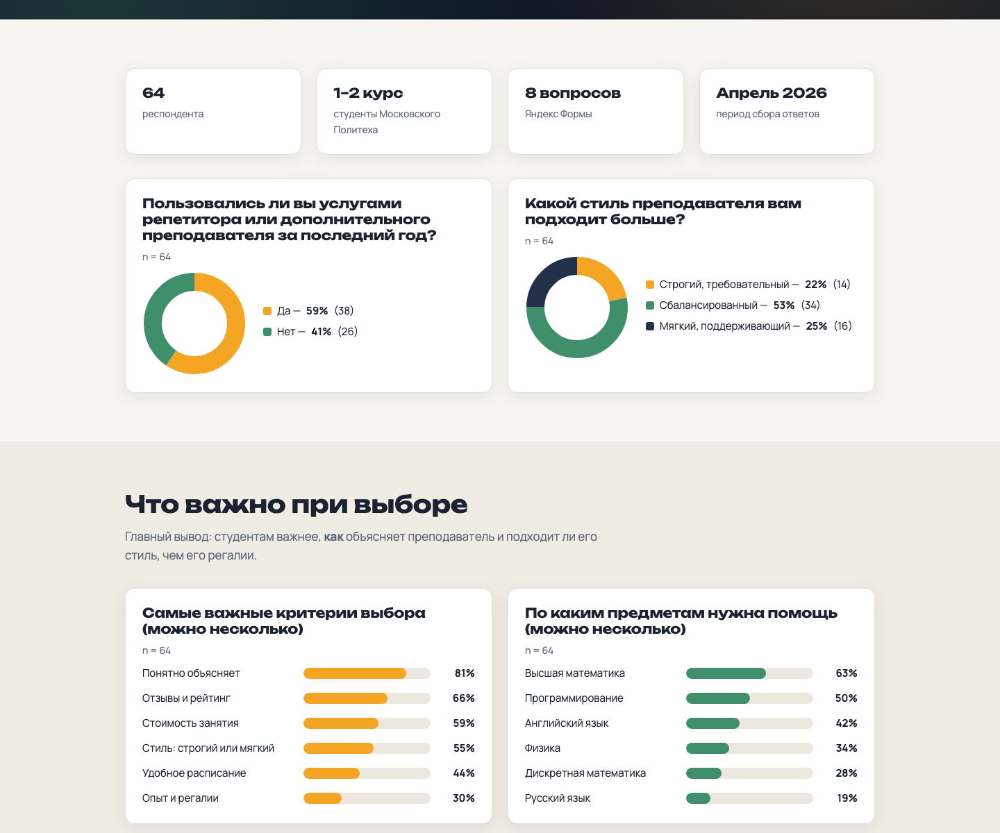 64
респондента
1–2 курс
студенты Московского
Политеха
8 вопросов
Яндекс Формы
Апрель 2026
период сбора ответов
Пользовались ли вы услугами
репетитора или дополнительного
преподавателя за последний год?
n = 64
Да — 59% (38)
Нет — 41% (26)
Какой стиль преподавателя вам
подходит больше?
n = 64
Строгий, требовательный — 22% (14)
Сбалансированный — 53% (34)
Мягкий, поддерживающий — 25% (16)
Что важно при выборе
Главный вывод: студентам важнее, как объясняет преподаватель и подходит ли его
стиль, чем его регалии.
Самые важные критерии выбора
(можно несколько)
n = 64
Понятно объясняет 81%
Отзывы и рейтинг 66%
Стоимость занятия 59%
Стиль: строгий или мягкий 55%
Удобное расписание 44%
Опыт и регалии 30%
По каким предметам нужна помощь
(можно несколько)
n = 64
Высшая математика 63%
Программирование 50%
Английский язык 42%
Физика 34%
Дискретная математика 28%
Русский язык 19%